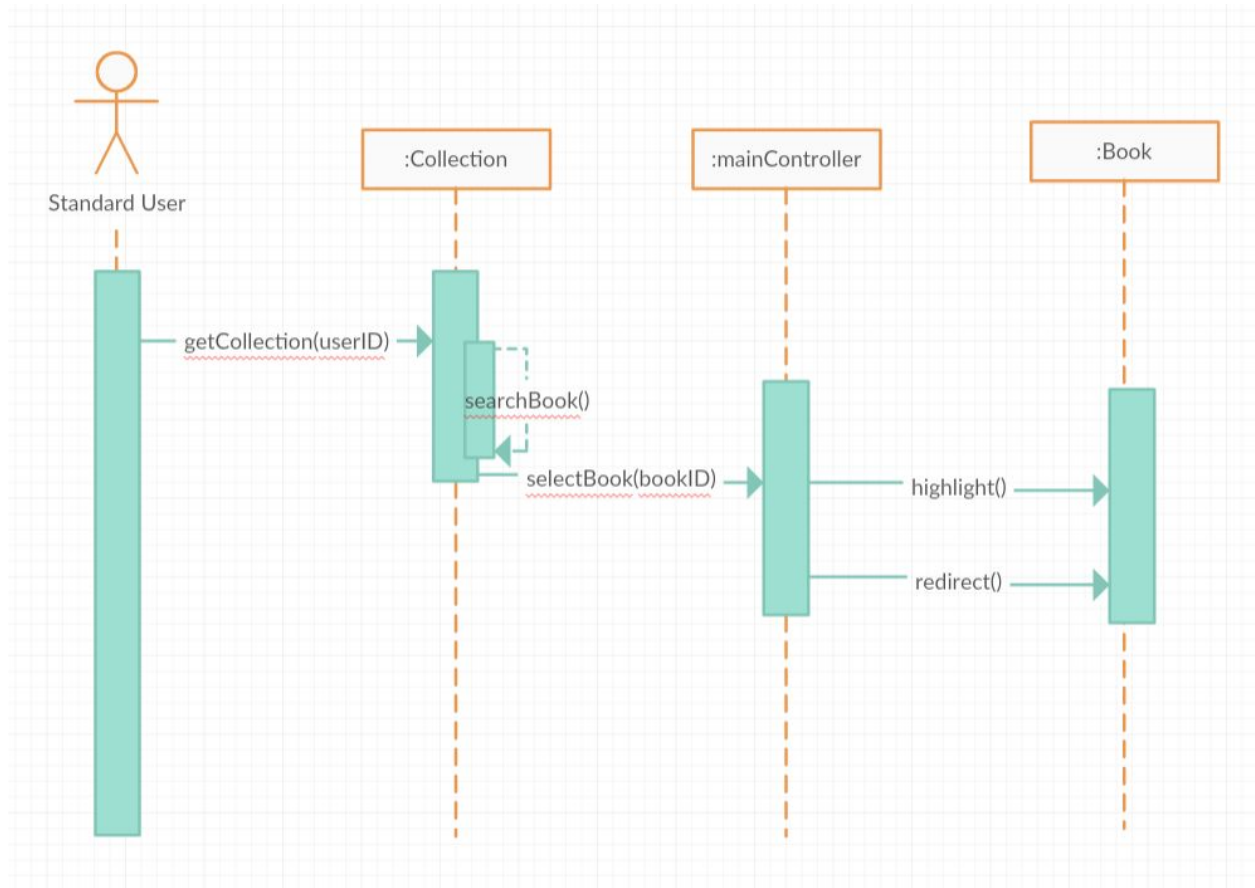 :Collection
:mainController
:Book
Standard User
getCollection(userID)
searchBook()
selectBook(bookID)
highlight()
redirect()